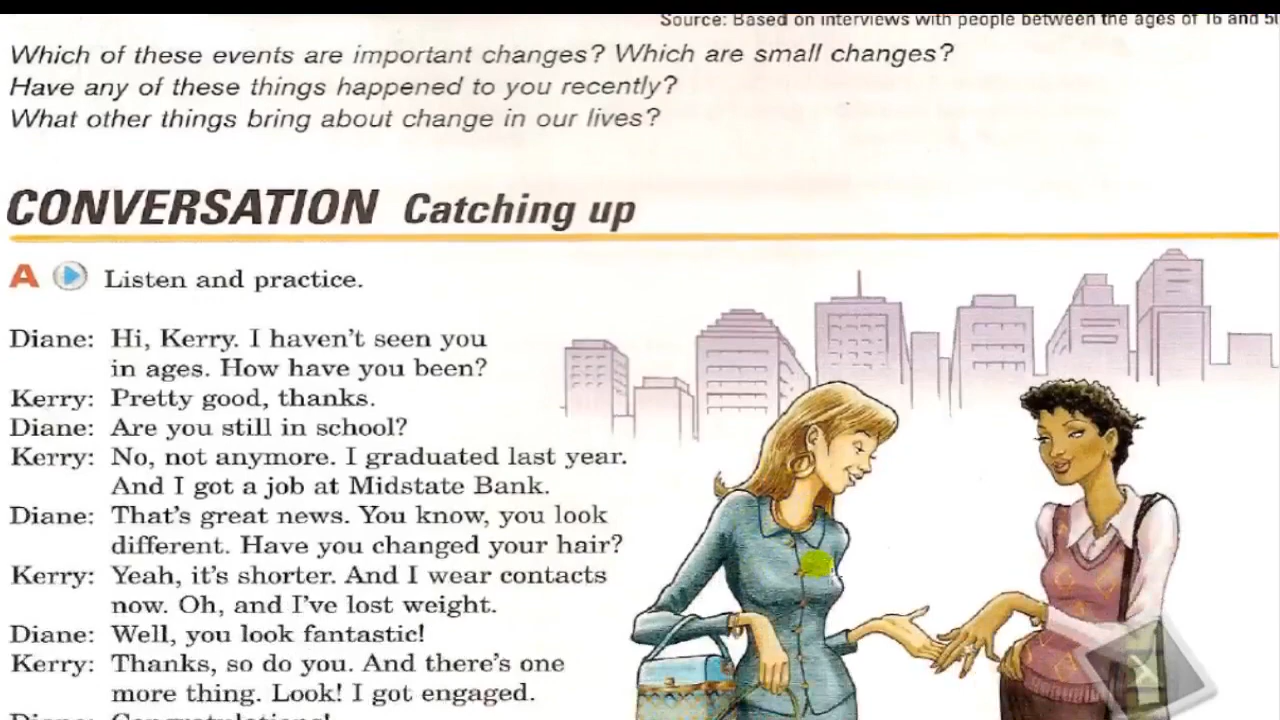 Source: Based on interviews with people between the ages of 16 and
Which of these events are important changes? Which are small changes?
Have any of these things happened to you recently?
What other things bring about change in our lives?
CONVERSATION Catching up
A Listen and practice.
Diane: Hi, Kerry. I haven't seen you
in ages. How have you been?
Kerry: Pretty good, thanks.
Diane: Are you still in school?
Kerry: No, not anymore. I graduated last year.
And I got a job at Midstate Bank.
Diane: That's great news. You know, you look
different. Have you changed your hair?
Kerry: Yeah, it's shorter. And I wear contacts
now. Oh, and I've lost weight.
Diane: Well, you look fantastic!
Kerry: Thanks, so do you. And there's one
more thing. Look! I got engaged.
Diane: Congratulations!